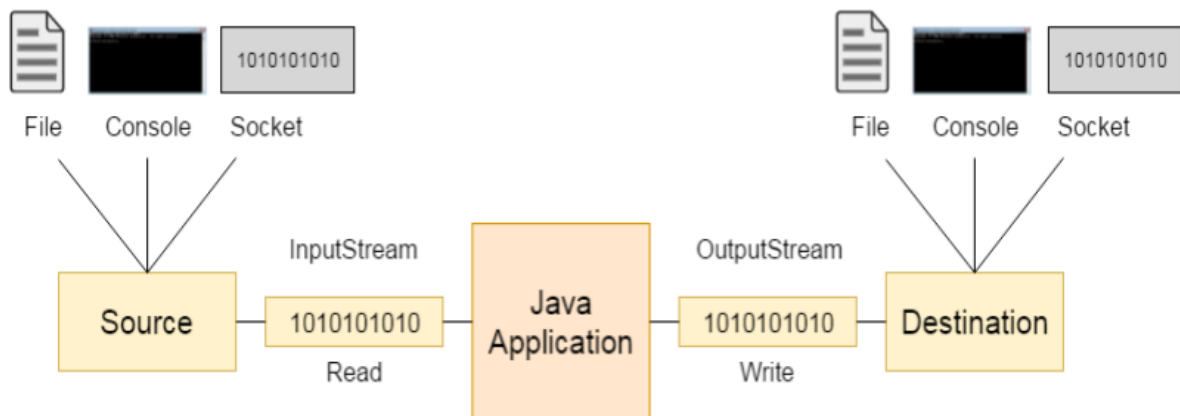 1010101010
1010101010
File
Console
Socket
File
Console
Socket
InputStream
OutputStream
Source
1010101010
Java
Application
1010101010
Destination
Read
Write